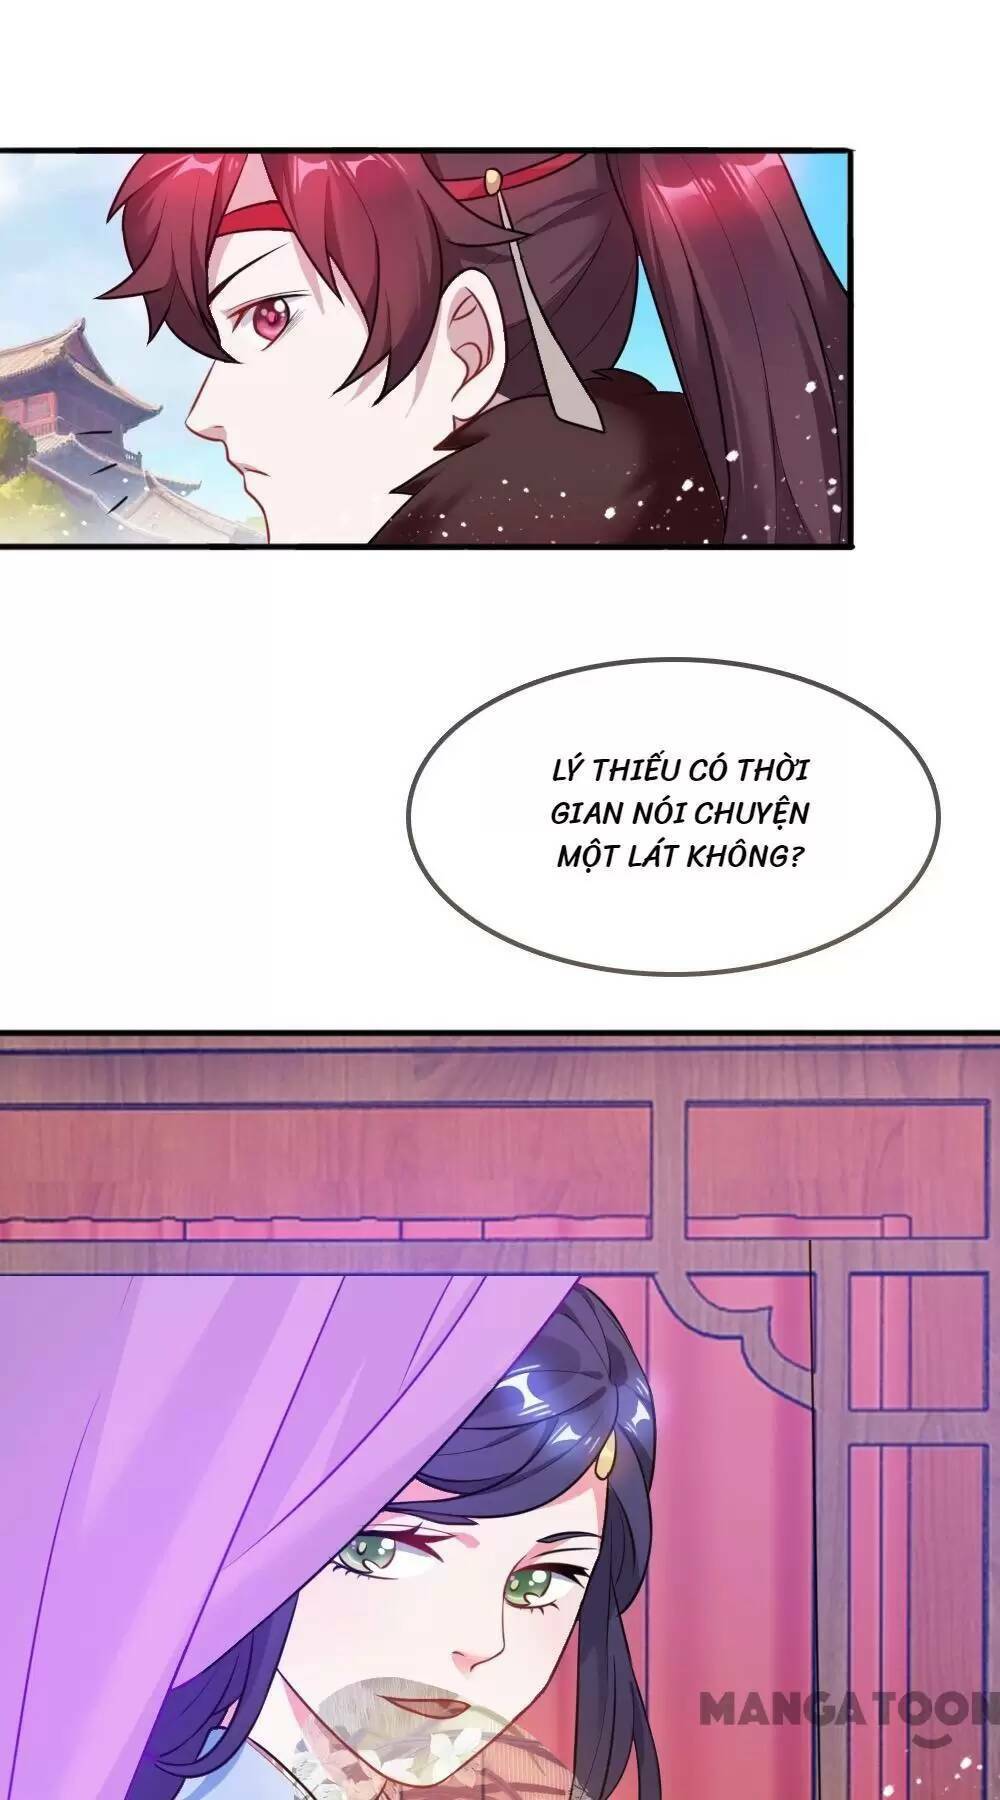 LÝ THIẾU CÓ THỜI
GIAN NÓI CHUYỆN
MỘT LÁT KHÔNG?
MANGATOON